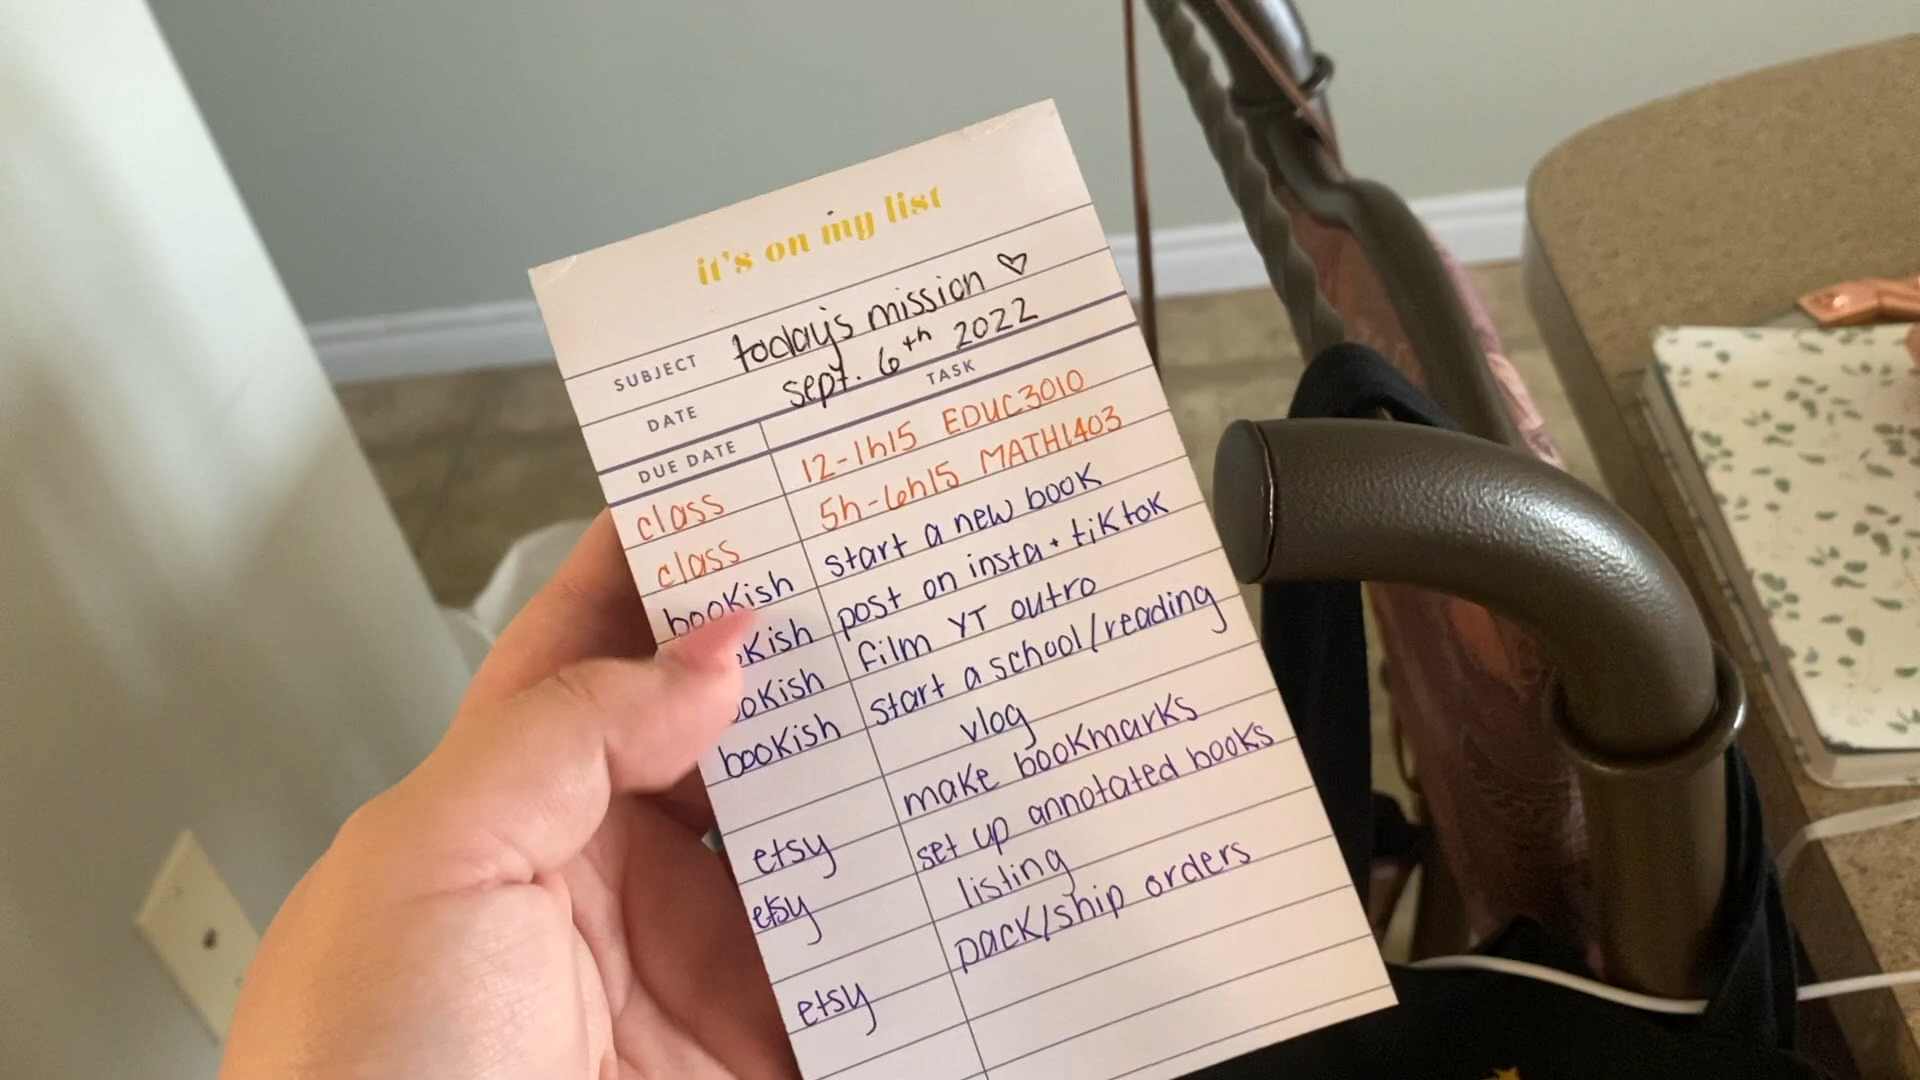 it's on my list
SUBJECT today's mission ♡
DATE sept. 6th 2022
DUE DATE TASK
class 12-1h15 EDUC3010
class 5h-6h15 MATH1403
bookish start a new book
okish post on insta + tiktok
ookish film YT outro
bookish start a school/reading
vlog
etsy make bookmarks
etsy set up annotated books
listing
etsy pack/ship orders